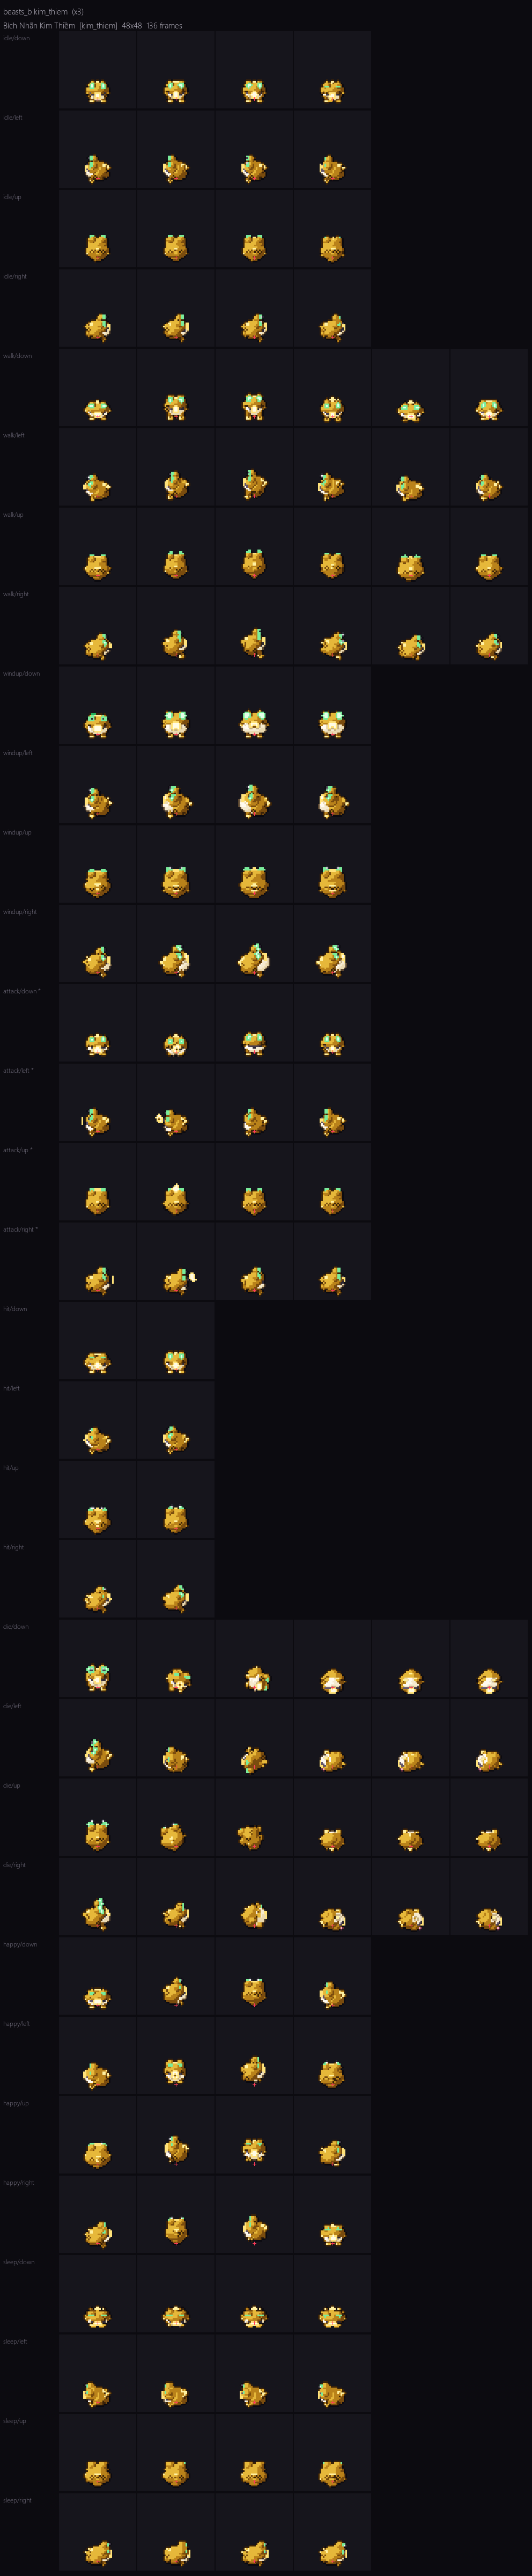 beasts_b kim_thiem (x3)
Bích Nhãn Kim Thiềm [kim_thiem] 48x48 136 frames
idle/down
idle/left
idle/up
idle/right
walk/down
walk/left
walk/up
walk/right
windup/down
windup/left
windup/up
windup/right
attack/down *
attack/left *
attack/up *
attack/right *
hit/down
hit/left
hit/up
hit/right
die/down
die/left
die/up
die/right
happy/down
happy/left
happy/up
happy/right
sleep/down
sleep/left
sleep/up
sleep/right